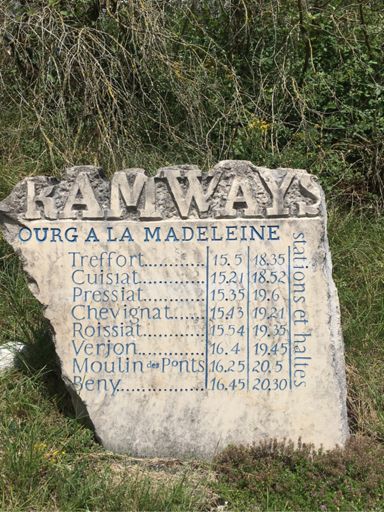 RAMWAYS
OURG A LA MADELEINE
Treffort......... 15.5 18.35
Cuisiat........... 15.21 18.52
Pressiat.......... 15.35 19.6
Chevignat....... 15.43 19.21
Roissiat.......... 15.54 19.35
Verjon............ 16.4 19.45
Moulin des Ponts 16.25 20.5
Beny.............. 16.45 20.30
stations et haltes